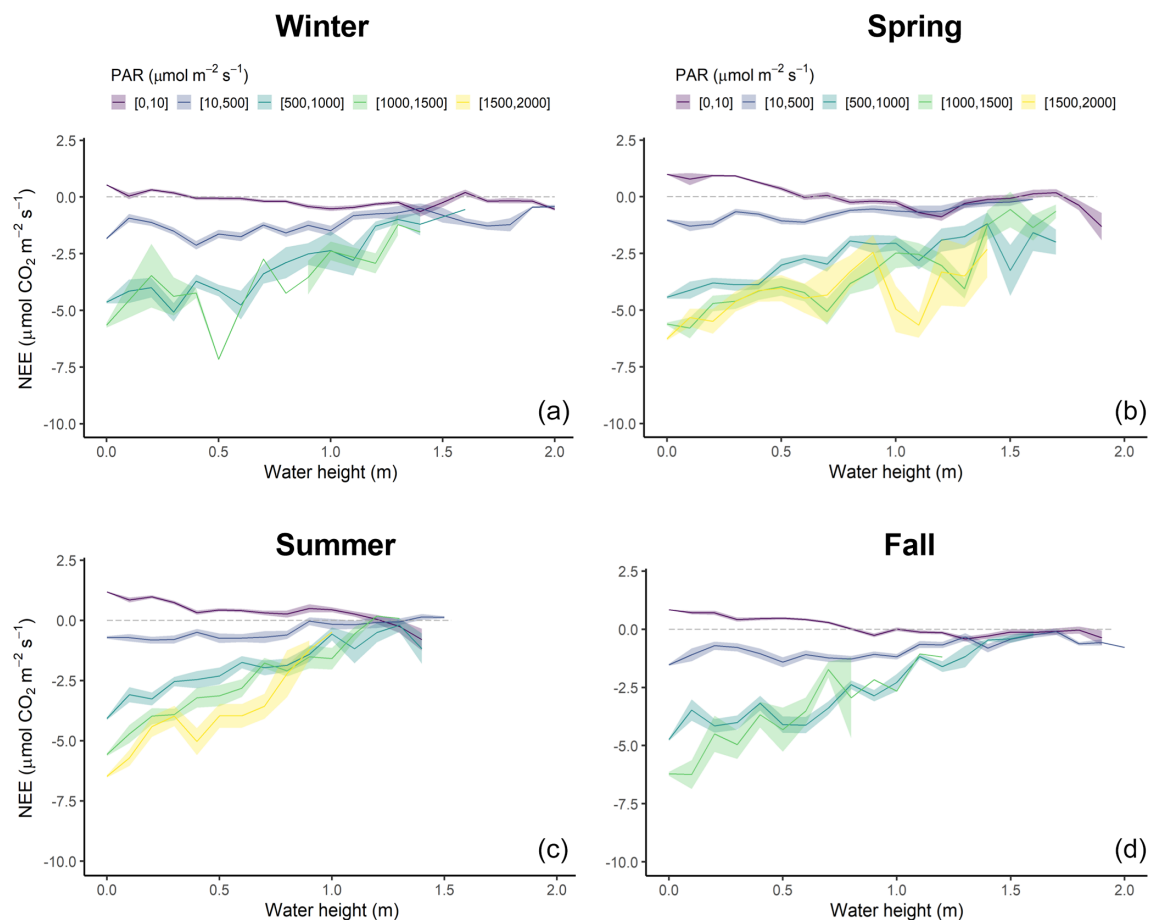 Winter
PAR (μmol m⁻² s⁻¹)
[0,10] [10,500] [500,1000] [1000,1500] [1500,2000]
NEE (μmol CO₂ m⁻² s⁻¹)
2.5
0.0
-2.5
-5.0
-7.5
-10.0
(a)
0.0 0.5 1.0 1.5 2.0
Water height (m)
Spring
PAR (μmol m⁻² s⁻¹)
[0,10] [10,500] [500,1000] [1000,1500] [1500,2000]
2.5
0.0
-2.5
-5.0
-7.5
-10.0
(b)
0.0 0.5 1.0 1.5 2.0
Water height (m)
Summer
NEE (μmol CO₂ m⁻² s⁻¹)
2.5
0.0
-2.5
-5.0
-7.5
-10.0
(c)
0.0 0.5 1.0 1.5 2.0
Water height (m)
Fall
2.5
0.0
-2.5
-5.0
-7.5
-10.0
(d)
0.0 0.5 1.0 1.5 2.0
Water height (m)